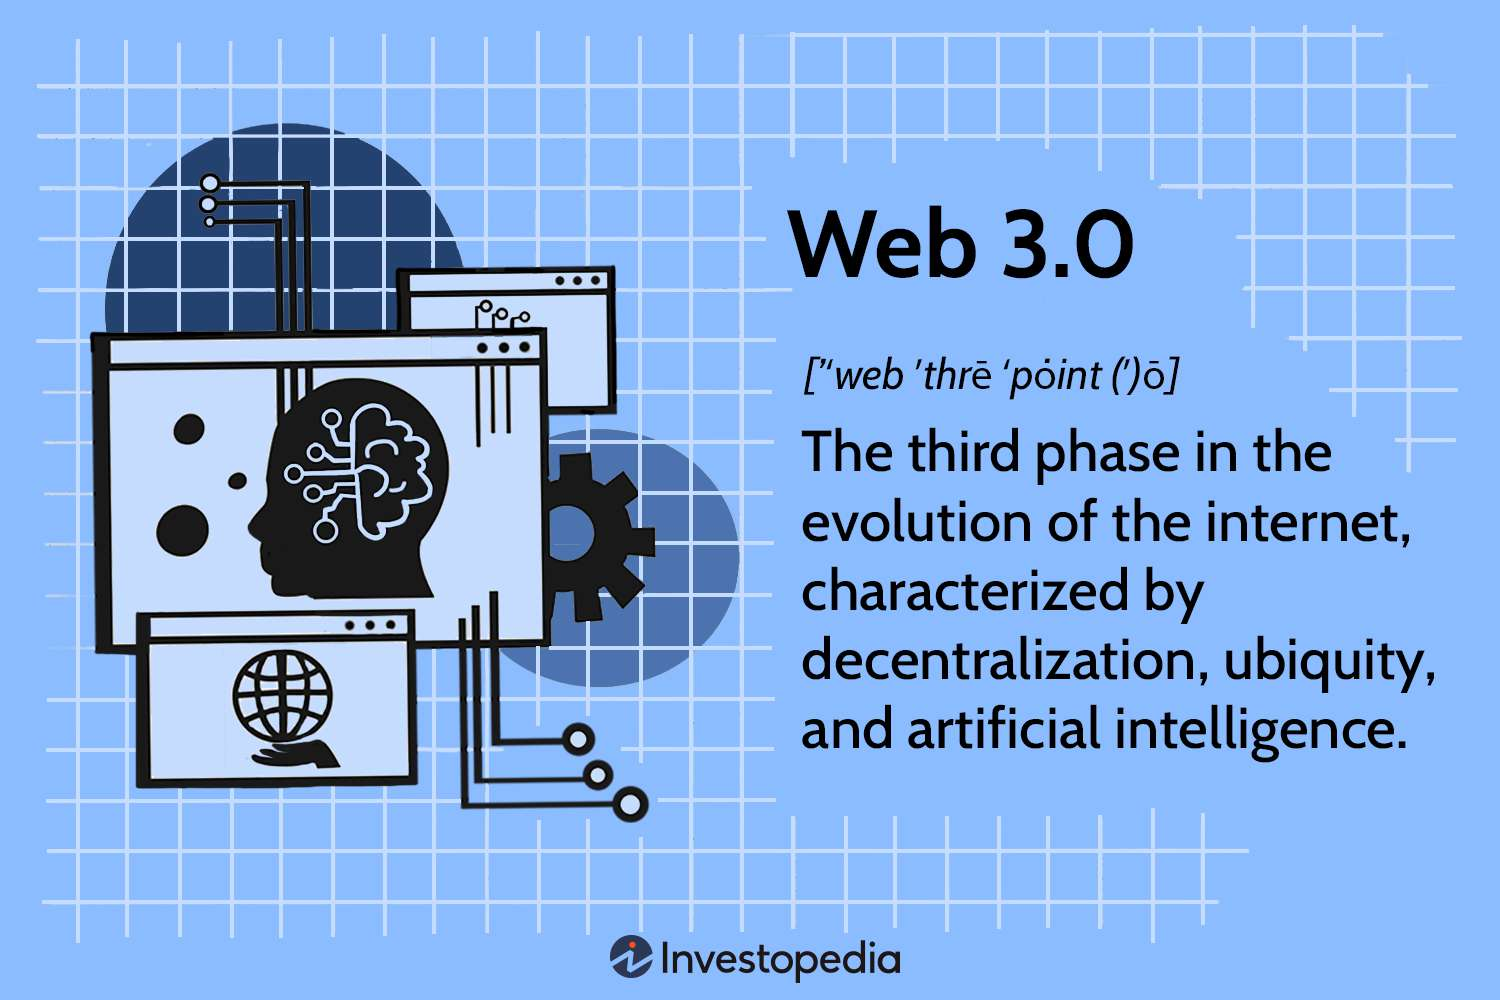 Web 3.0
["“web ′thrē ‘pȯint (′)ō]
The third phase in the
evolution of the internet,
characterized by
decentralization, ubiquity,
and artificial intelligence.
Investopedia